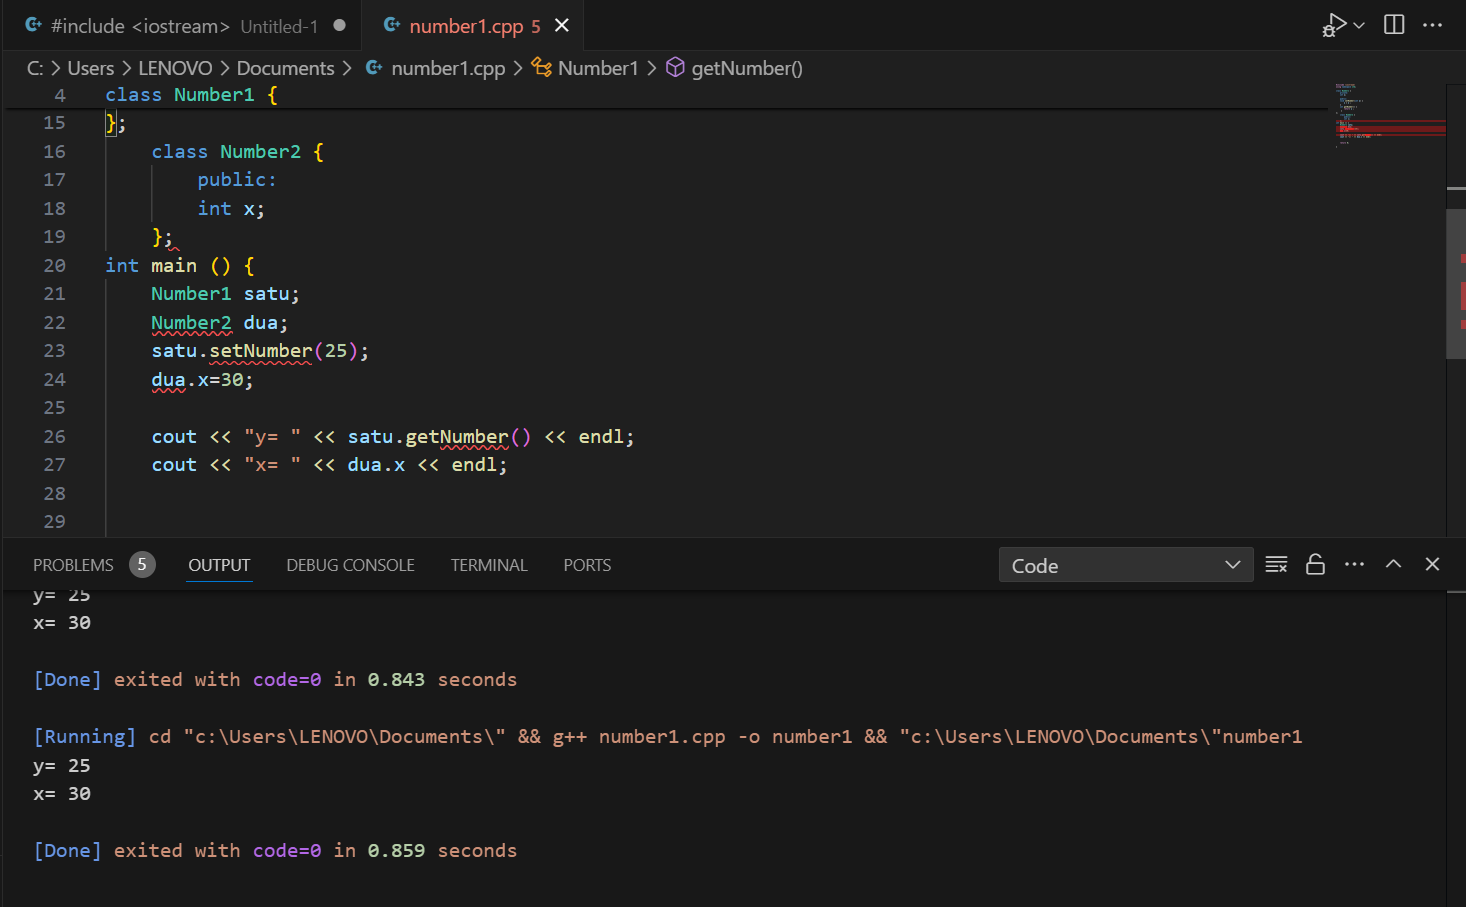 #include <iostream> Untitled-1 number1.cpp 5
C: > Users > LENOVO > Documents > number1.cpp > Number1 > getNumber()
4 class Number1 {
15 };
16 class Number2 {
17 public:
18 int x;
19 };
20 int main () {
21 Number1 satu;
22 Number2 dua;
23 satu.setNumber(25);
24 dua.x=30;
25
26 cout << "y= " << satu.getNumber() << endl;
27 cout << "x= " << dua.x << endl;
28
29
PROBLEMS 5 OUTPUT DEBUG CONSOLE TERMINAL PORTS Code
y= 25
x= 30
[Done] exited with code=0 in 0.843 seconds
[Running] cd "c:\Users\LENOVO\Documents\" && g++ number1.cpp -o number1 && "c:\Users\LENOVO\Documents\"number1
y= 25
x= 30
[Done] exited with code=0 in 0.859 seconds